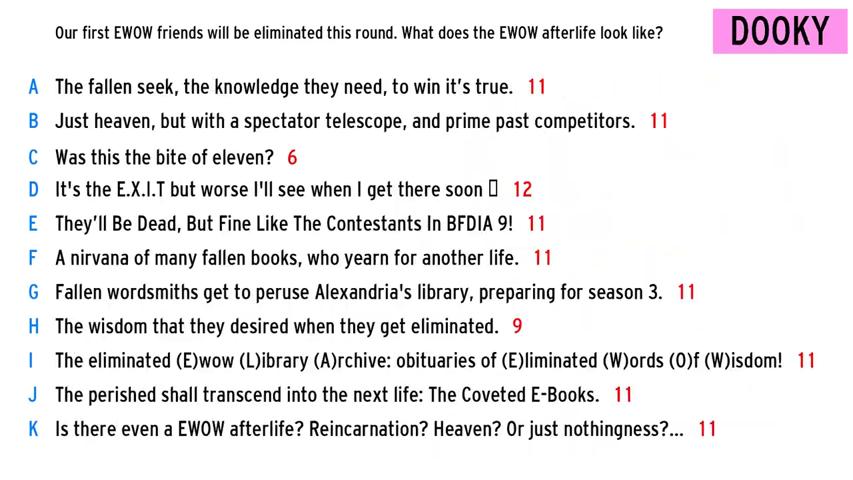 Our first EWOW friends will be eliminated this round. What does the EWOW afterlife look like?
DOOKY
A The fallen seek, the knowledge they need, to win it's true. 11
B Just heaven, but with a spectator telescope, and prime past competitors. 11
C Was this the bite of eleven? 6
D It's the E.X.I.T but worse I'll see when I get there soon ▯ 12
E They'll Be Dead, But Fine Like The Contestants In BFDIA 9! 11
F A nirvana of many fallen books, who yearn for another life. 11
G Fallen wordsmiths get to peruse Alexandria's library, preparing for season 3. 11
H The wisdom that they desired when they get eliminated. 9
I The eliminated (E)wow (L)ibrary (A)rchive: obituaries of (E)liminated (W)ords (O)f (W)isdom! 11
J The perished shall transcend into the next life: The Coveted E-Books. 11
K Is there even a EWOW afterlife? Reincarnation? Heaven? Or just nothingness?... 11